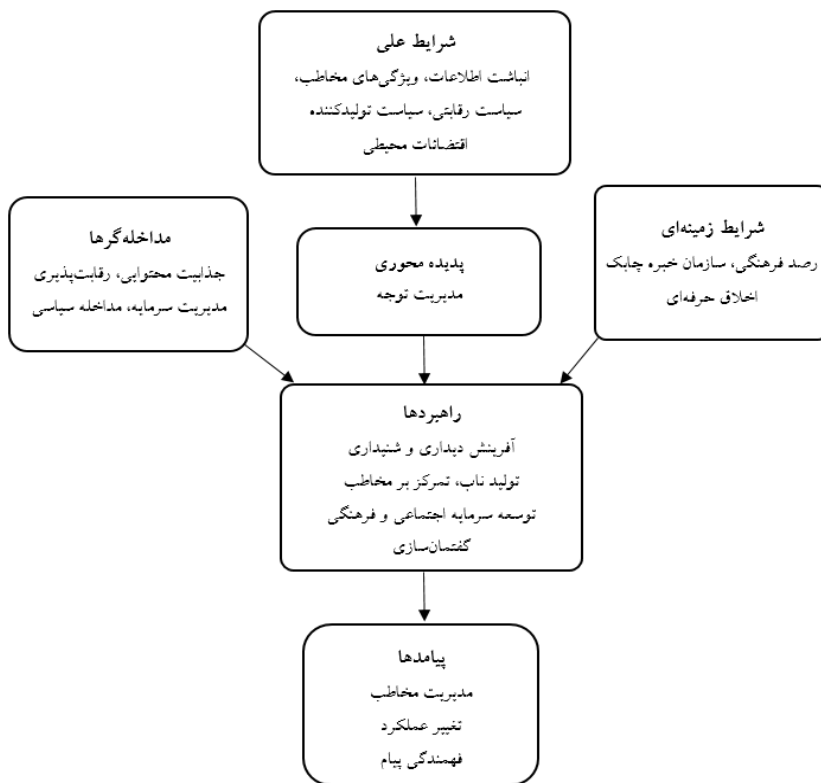 شرایط علی
انباشت اطلاعات، ویژگی‌های مخاطب،
سیاست رقابتی، سیاست تولیدکننده
اقتضانات محیطی
شرایط زمینه‌ای
رصد فرهنگی، سازمان خبره چابک
اخلاق حرفه‌ای
پدیده محوری
مدیریت توجه
مداخله‌گرها
جذابیت محتوایی، رقابت‌پذیری
مدیریت سرمایه، مداخله سیاسی
راهبردها
آفرینش دیداری و شنیداری
تولید ناب، تمرکز بر مخاطب
توسعه سرمایه اجتماعی و فرهنگی
گفتمان‌سازی
پیامدها
مدیریت مخاطب
تغییر عملکرد
فهمندگی پیام